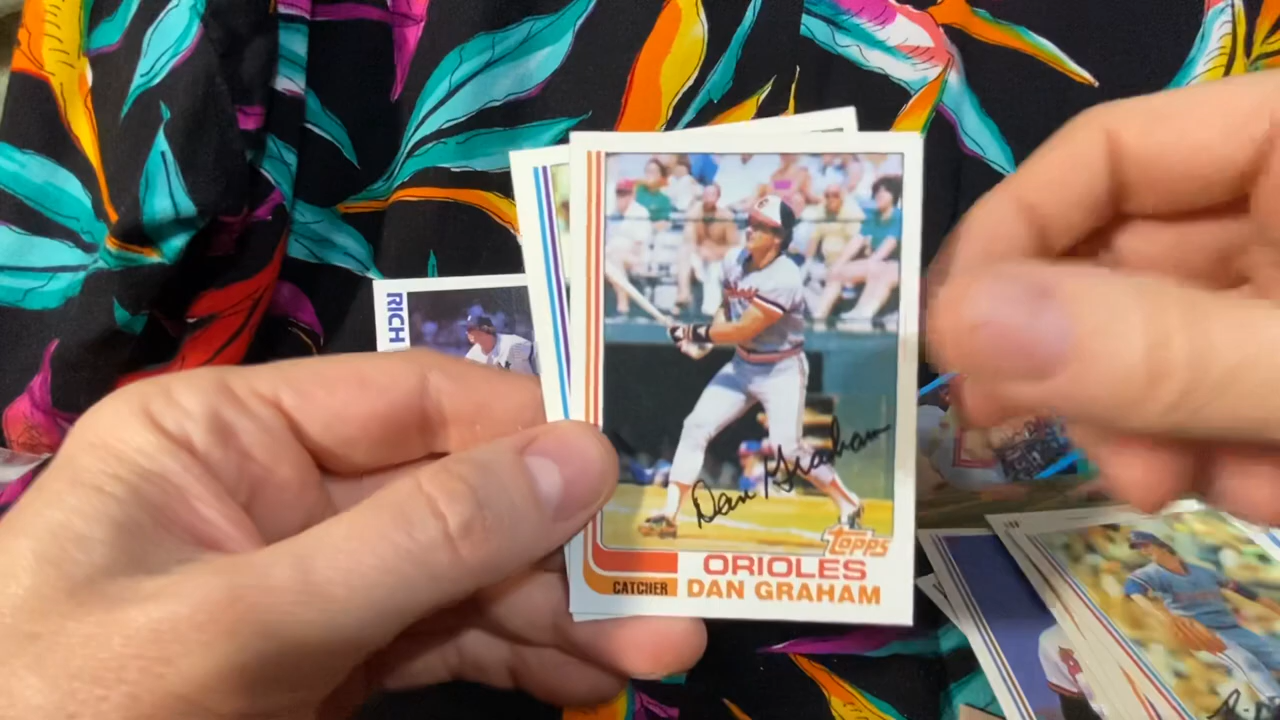 RICH
Dan Graham
Topps
ORIOLES
CATCHER DAN GRAHAM